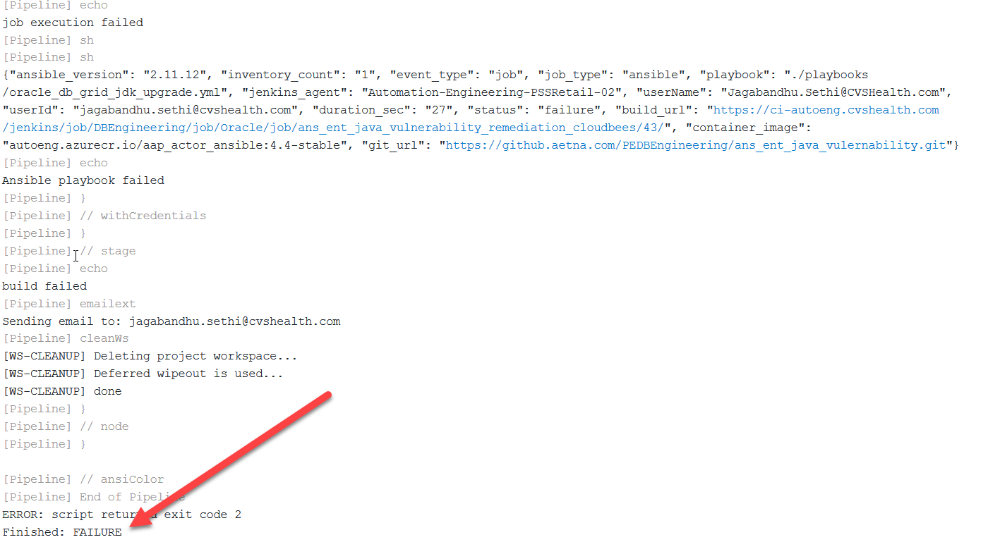 [Pipeline] echo
job execution failed
[Pipeline] sh
[Pipeline] sh
{"ansible_version": "2.11.12", "inventory_count": "1", "event_type": "job", "job_type": "ansible", "playbook": "./playbooks
/oracle_db_grid_jdk_upgrade.yml", "jenkins_agent": "Automation-Engineering-PSSRetail-02", "userName": "Jagabandhu.Sethi@CVSHealth.com",
"userId": "jagabandhu.sethi@cvshealth.com", "duration_sec": "27", "status": "failure", "build_url": "https://ci-autoeng.cvshealth.com
/jenkins/job/DBEngineering/job/Oracle/job/ans_ent_java_vulnerability_remediation_cloudbees/43/", "container_image":
"autoeng.azurecr.io/aap_actor_ansible:4.4-stable", "git_url": "https://github.aetna.com/PEDBEngineering/ans_ent_java_vulernability.git"}
[Pipeline] echo
Ansible playbook failed
[Pipeline] }
[Pipeline] // withCredentials
[Pipeline] }
[Pipeline] // stage
[Pipeline] echo
build failed
[Pipeline] emailext
Sending email to: jagabandhu.sethi@cvshealth.com
[Pipeline] cleanWs
[WS-CLEANUP] Deleting project workspace...
[WS-CLEANUP] Deferred wipeout is used...
[WS-CLEANUP] done
[Pipeline] }
[Pipeline] // node
[Pipeline] }
[Pipeline] // ansiColor
[Pipeline] End of Pipeline
ERROR: script returned exit code 2
Finished: FAILURE